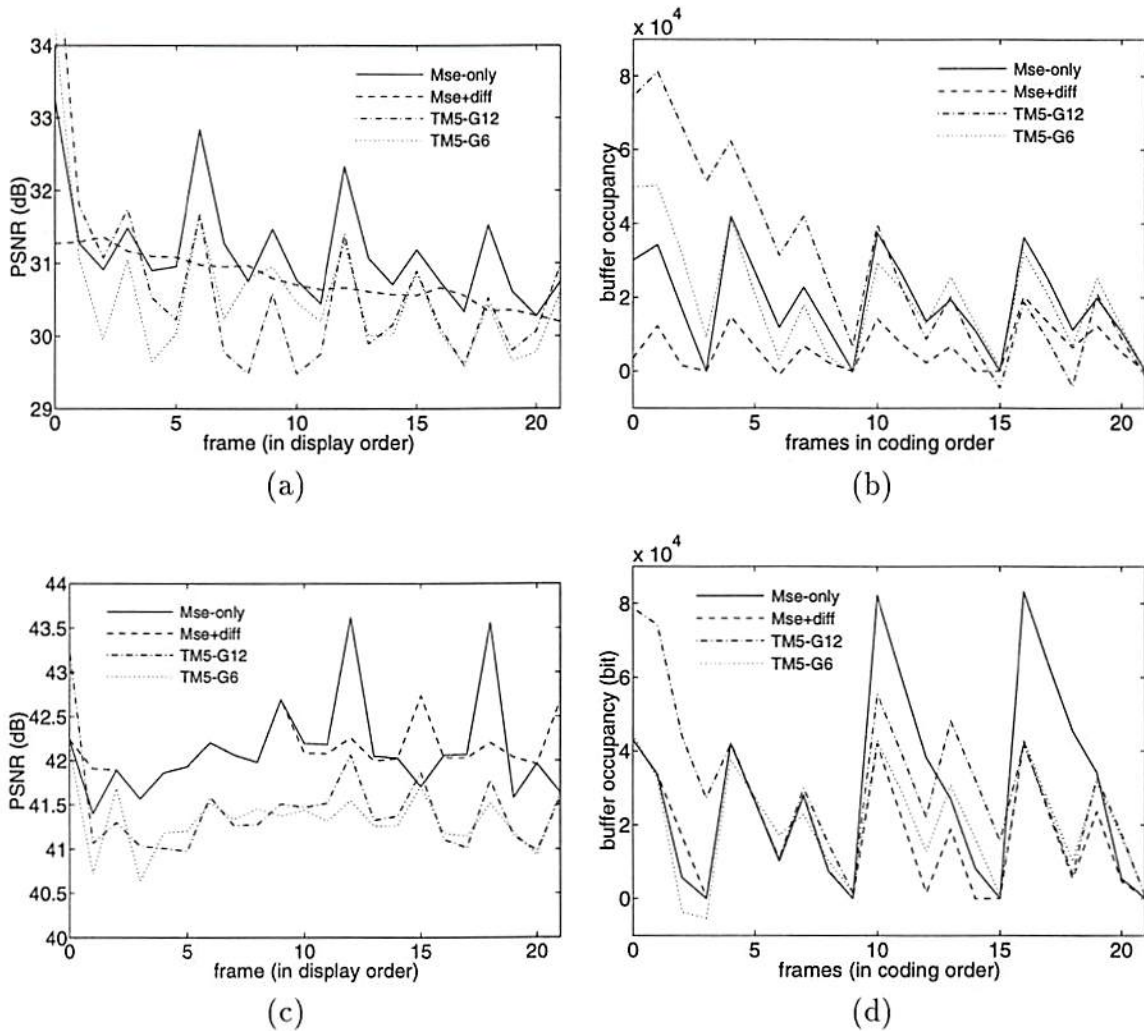 34
33
32
31
30
29
PSNR (dB)
0 5 10 15 20
frame (in display order)
Mse-only
Mse+diff
TM5-G12
TM5-G6
(a)
x 10^4
8
6
4
2
0
buffer occupancy
0 5 10 15 20
frames in coding order
Mse-only
Mse+diff
TM5-G12
TM5-G6
(b)
44
43.5
43
42.5
42
41.5
41
40.5
40
PSNR (dB)
0 5 10 15 20
frame (in display order)
Mse-only
Mse+diff
TM5-G12
TM5-G6
(c)
x 10^4
8
6
4
2
0
buffer occupancy (bit)
0 5 10 15 20
frames (in coding order)
Mse-only
Mse+diff
TM5-G12
TM5-G6
(d)